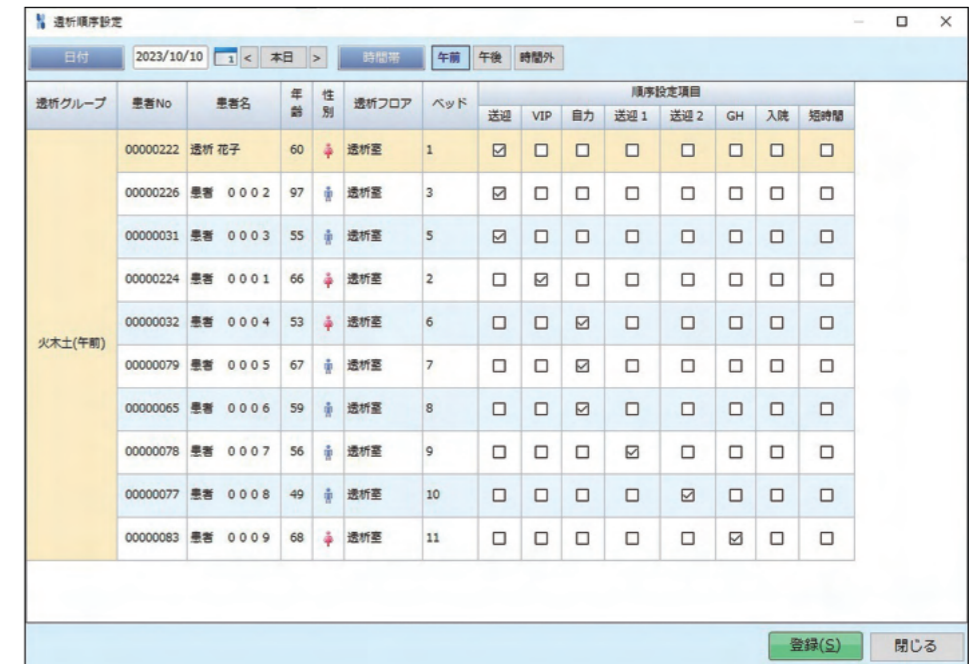 透析順序設定
日付 2023/10/10 1 < 本日 > 時間帯 午前 午後 時間外
透析グループ 患者No 患者名 年齢 性別 透析フロア ベッド 順序設定項目
送迎 VIP 自力 送迎1 送迎2 GH 入院 短時間
00000222 透析 花子 60 透析室 1
00000226 患者 0002 97 透析室 3
00000031 患者 0003 55 透析室 5
00000224 患者 0001 66 透析室 2
00000032 患者 0004 53 透析室 6
火木土(午前)
00000079 患者 0005 67 透析室 7
00000065 患者 0006 59 透析室 8
00000078 患者 0007 56 透析室 9
00000077 患者 0008 49 透析室 10
00000083 患者 0009 68 透析室 11
登録(S) 閉じる